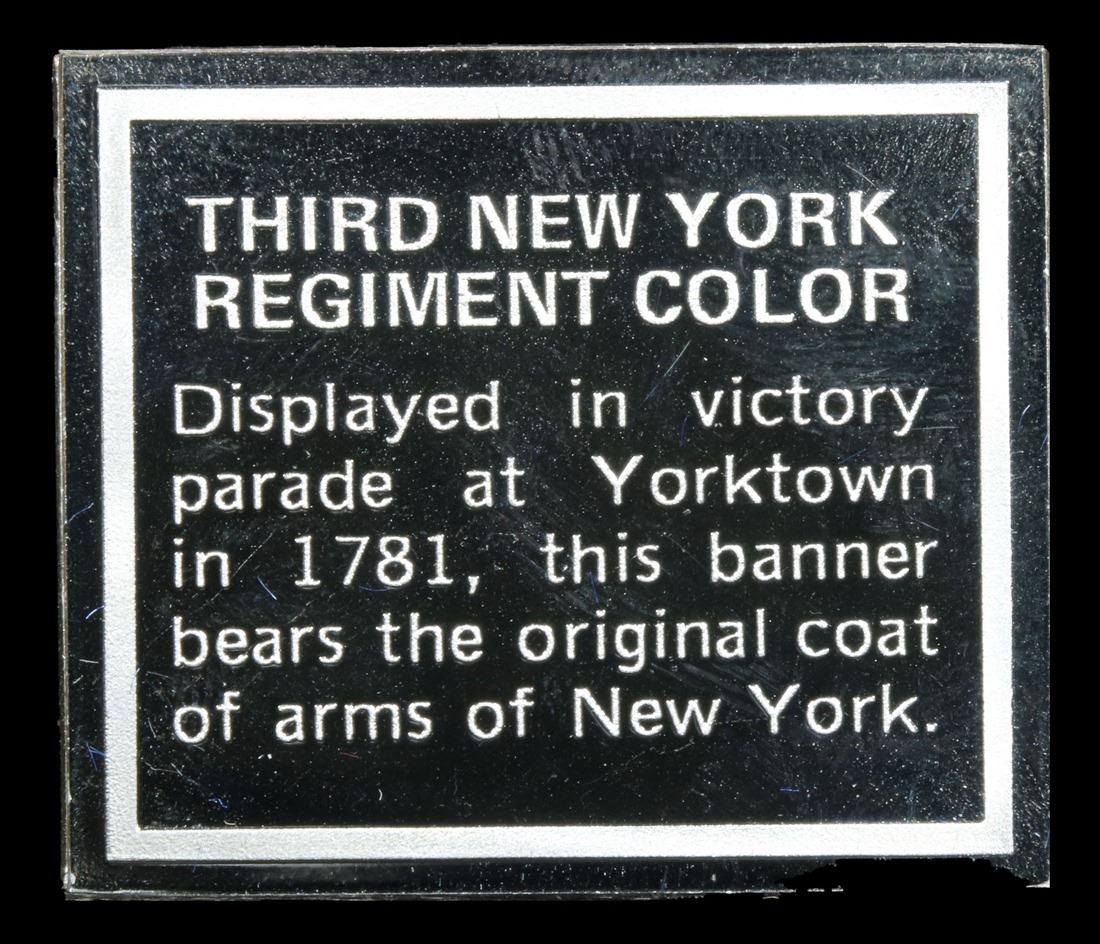 THIRD NEW YORK
REGIMENT COLOR
Displayed in victory
parade at Yorktown
in 1781, this banner
bears the original coat
of arms of New York.